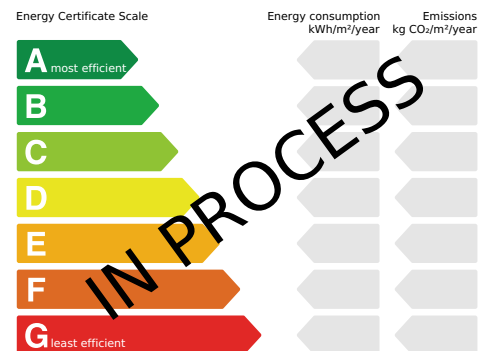 Energy Certificate Scale
Energy consumption
kWh/m²/year
Emissions
kg CO₂/m²/year
A most efficient
B
C
D
E
F
G least efficient
IN PROCESS